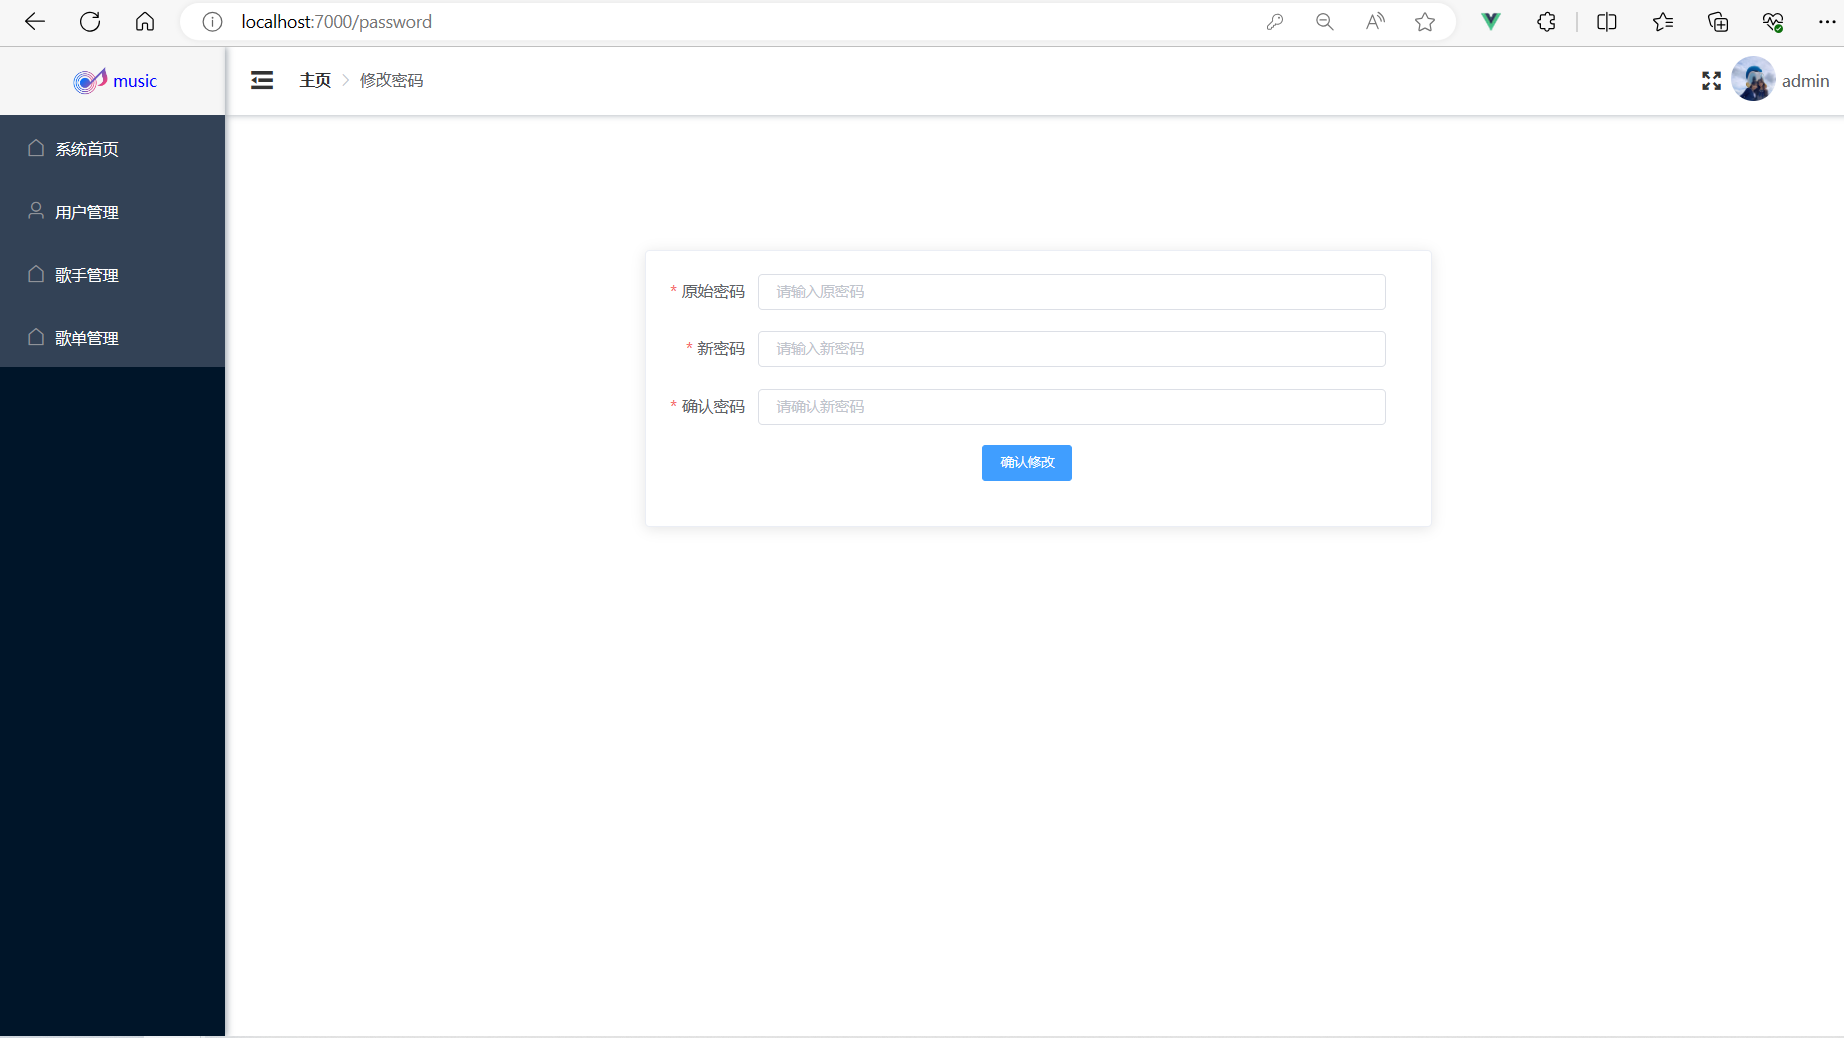 localhost:7000/password
music
主页 > 修改密码
admin
系统首页
用户管理
歌手管理
歌单管理
* 原始密码 请输入原密码
* 新密码 请输入新密码
* 确认密码 请确认新密码
确认修改